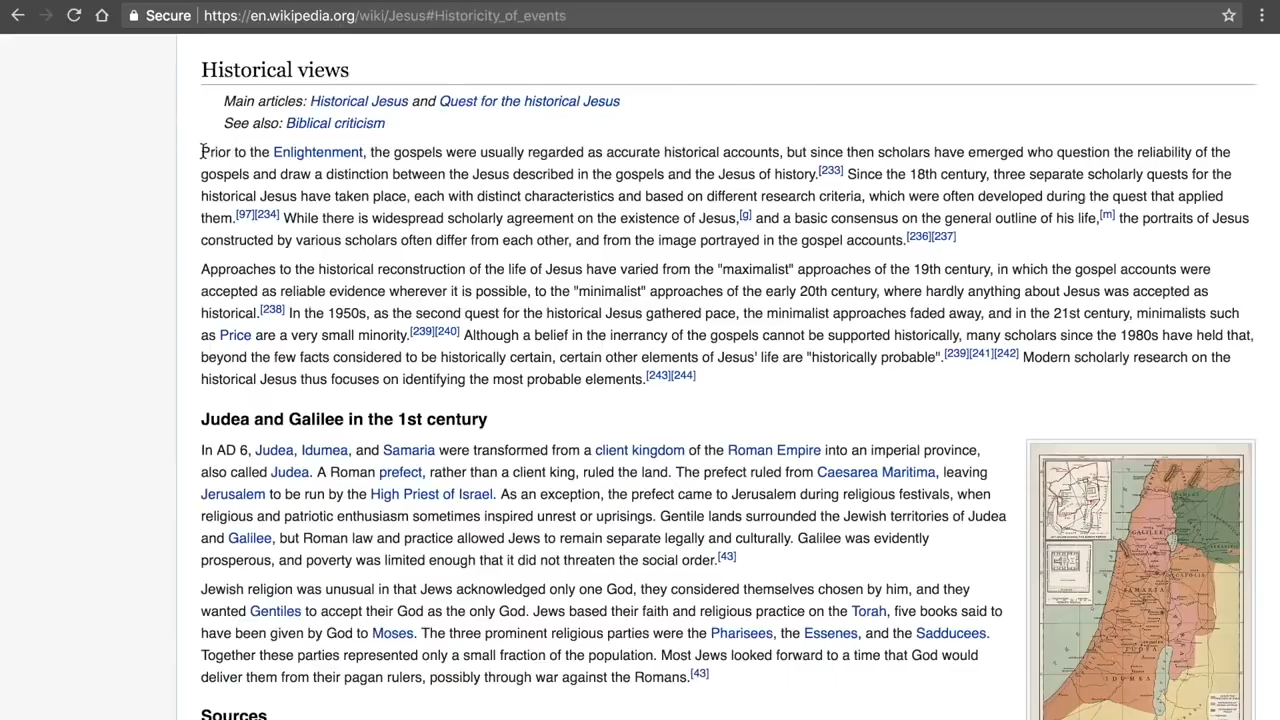 Secure https://en.wikipedia.org/wiki/Jesus#Historicity_of_events
Historical views
Main articles: Historical Jesus and Quest for the historical Jesus
See also: Biblical criticism
Prior to the Enlightenment, the gospels were usually regarded as accurate historical accounts, but since then scholars have emerged who question the reliability of the
gospels and draw a distinction between the Jesus described in the gospels and the Jesus of history.[233] Since the 18th century, three separate scholarly quests for the
historical Jesus have taken place, each with distinct characteristics and based on different research criteria, which were often developed during the quest that applied
them.[97][234] While there is widespread scholarly agreement on the existence of Jesus,[g] and a basic consensus on the general outline of his life,[m] the portraits of Jesus
constructed by various scholars often differ from each other, and from the image portrayed in the gospel accounts.[236][237]
Approaches to the historical reconstruction of the life of Jesus have varied from the "maximalist" approaches of the 19th century, in which the gospel accounts were
accepted as reliable evidence wherever it is possible, to the "minimalist" approaches of the early 20th century, where hardly anything about Jesus was accepted as
historical.[238] In the 1950s, as the second quest for the historical Jesus gathered pace, the minimalist approaches faded away, and in the 21st century, minimalists such
as Price are a very small minority.[239][240] Although a belief in the inerrancy of the gospels cannot be supported historically, many scholars since the 1980s have held that,
beyond the few facts considered to be historically certain, certain other elements of Jesus' life are "historically probable".[239][241][242] Modern scholarly research on the
historical Jesus thus focuses on identifying the most probable elements.[243][244]
Judea and Galilee in the 1st century
In AD 6, Judea, Idumea, and Samaria were transformed from a client kingdom of the Roman Empire into an imperial province,
also called Judea. A Roman prefect, rather than a client king, ruled the land. The prefect ruled from Caesarea Maritima, leaving
Jerusalem to be run by the High Priest of Israel. As an exception, the prefect came to Jerusalem during religious festivals, when
religious and patriotic enthusiasm sometimes inspired unrest or uprisings. Gentile lands surrounded the Jewish territories of Judea
and Galilee, but Roman law and practice allowed Jews to remain separate legally and culturally. Galilee was evidently
prosperous, and poverty was limited enough that it did not threaten the social order.[43]
Jewish religion was unusual in that Jews acknowledged only one God, they considered themselves chosen by him, and they
wanted Gentiles to accept their God as the only God. Jews based their faith and religious practice on the Torah, five books said to
have been given by God to Moses. The three prominent religious parties were the Pharisees, the Essenes, and the Sadducees.
Together these parties represented only a small fraction of the population. Most Jews looked forward to a time that God would
deliver them from their pagan rulers, possibly through war against the Romans.[43]
Sources
GALILEE
SAMARIA
JUDEA
IDUMEA